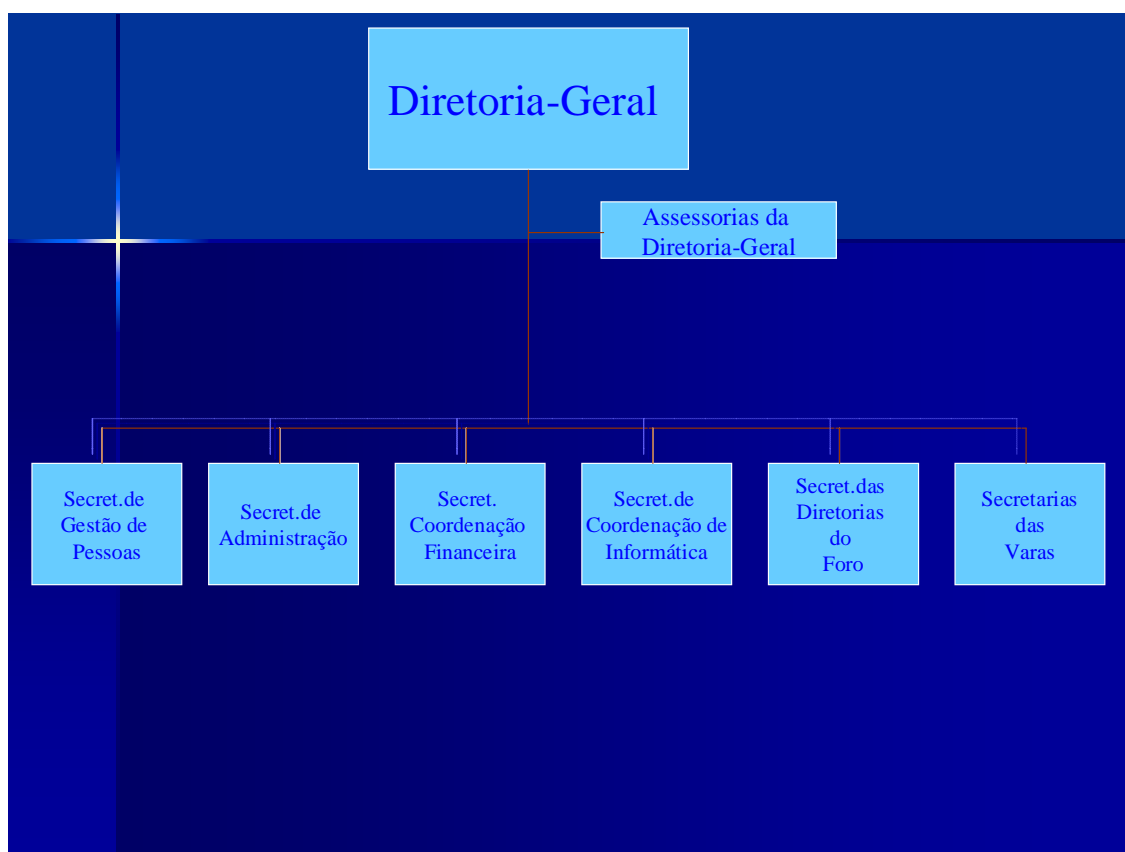 Diretoria-Geral
Assessorias da
Diretoria-Geral
Secret.de
Gestão de
Pessoas
Secret.de
Administração
Secret.
Coordenação
Financeira
Secret.de
Coordenação de
Informática
Secret.das
Diretorias
do
Foro
Secretarias
das
Varas